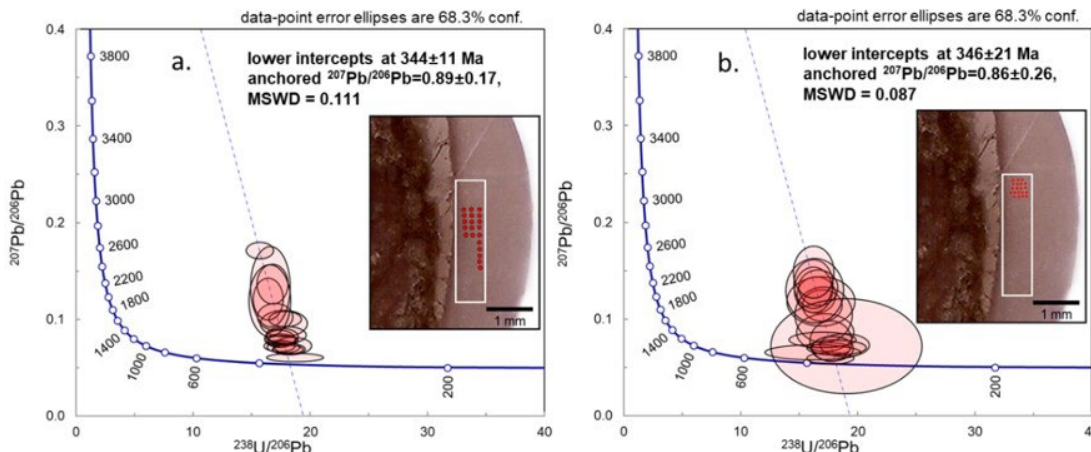 data-point error ellipses are 68.3% conf.
a.
lower intercepts at 344±11 Ma
anchored ²⁰⁷Pb/²⁰⁶Pb=0.89±0.17,
MSWD = 0.111
0.4
0.3
0.2
0.1
0.0
²⁰⁷Pb/²⁰⁶Pb
3800
3400
3000
2600
2200
1800
1400
1000
600
200
1 mm
0
10
20
30
40
²³⁸U/²⁰⁶Pb
data-point error ellipses are 68.3% conf.
b.
lower intercepts at 346±21 Ma
anchored ²⁰⁷Pb/²⁰⁶Pb=0.86±0.26,
MSWD = 0.087
0.4
0.3
0.2
0.1
0.0
²⁰⁷Pb/²⁰⁶Pb
3800
3400
3000
2600
2200
1800
1400
1000
600
200
1 mm
0
10
20
30
40
²³⁸U/²⁰⁶Pb